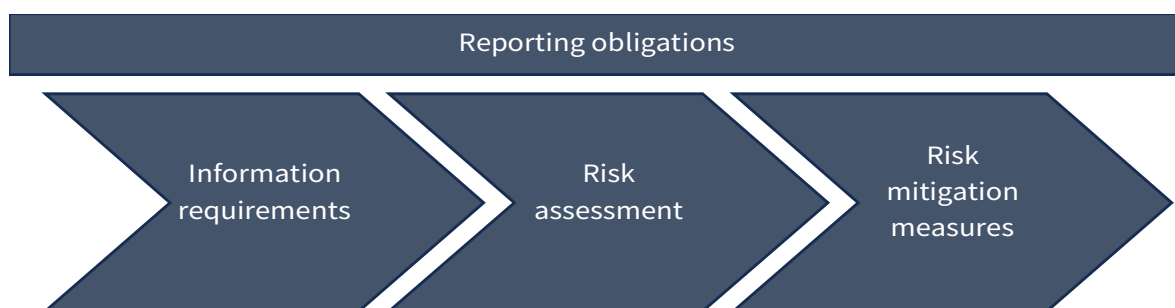 Reporting obligations
Information
requirements
Risk
assessment
Risk
mitigation
measures